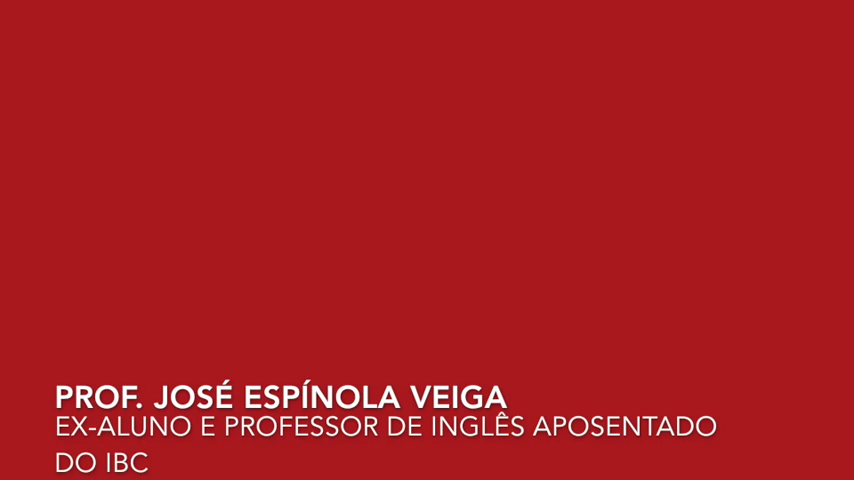 PROF. JOSÉ ESPÍNOLA VEIGA
EX-ALUNO E PROFESSOR DE INGLÊS APOSENTADO
DO IBC